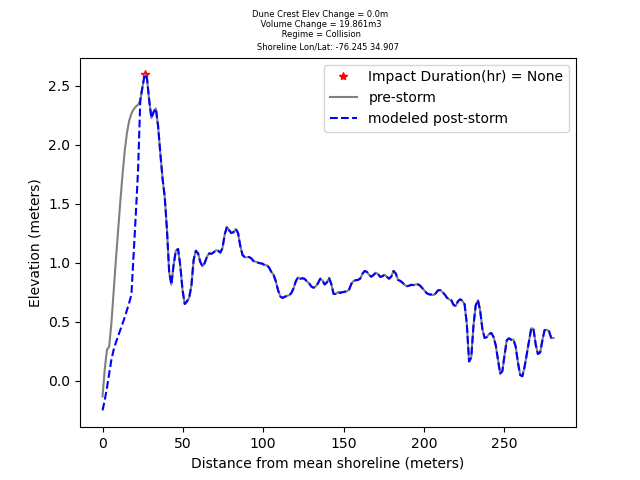 Dune Crest Elev Change = 0.0m
Volume Change = 19.861m3
Regime = Collision
Shoreline Lon/Lat: -76.245 34.907
Impact Duration(hr) = None
pre-storm
modeled post-storm
2.5
2.0
1.5
1.0
0.5
0.0
Elevation (meters)
0 50 100 150 200 250
Distance from mean shoreline (meters)